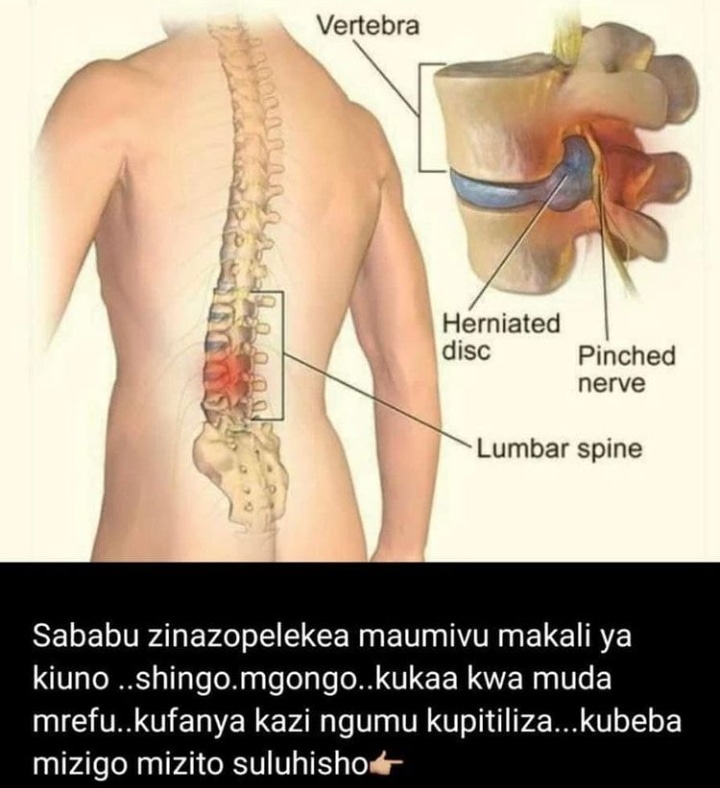 Vertebra
Herniated
disc
Pinched
nerve
Lumbar spine
Sababu zinazopelekea maumivu makali ya
kiuno ..shingo.mgongo..kukaa kwa muda
mrefu..kufanya kazi ngumu kupitiliza...kubeba
mizigo mizito suluhisho👉🏼